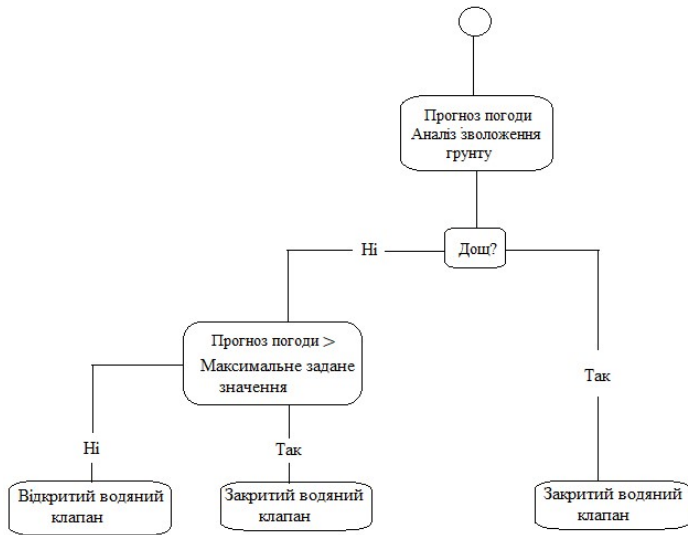 Прогноз погоди
Аналіз зволоження
грунту
Ні
Дощ?
Прогноз погоди >
Максимальне задане
значення
Так
Ні
Так
Відкритий водяний
клапан
Закритий водяний
клапан
Закритий водяний
клапан